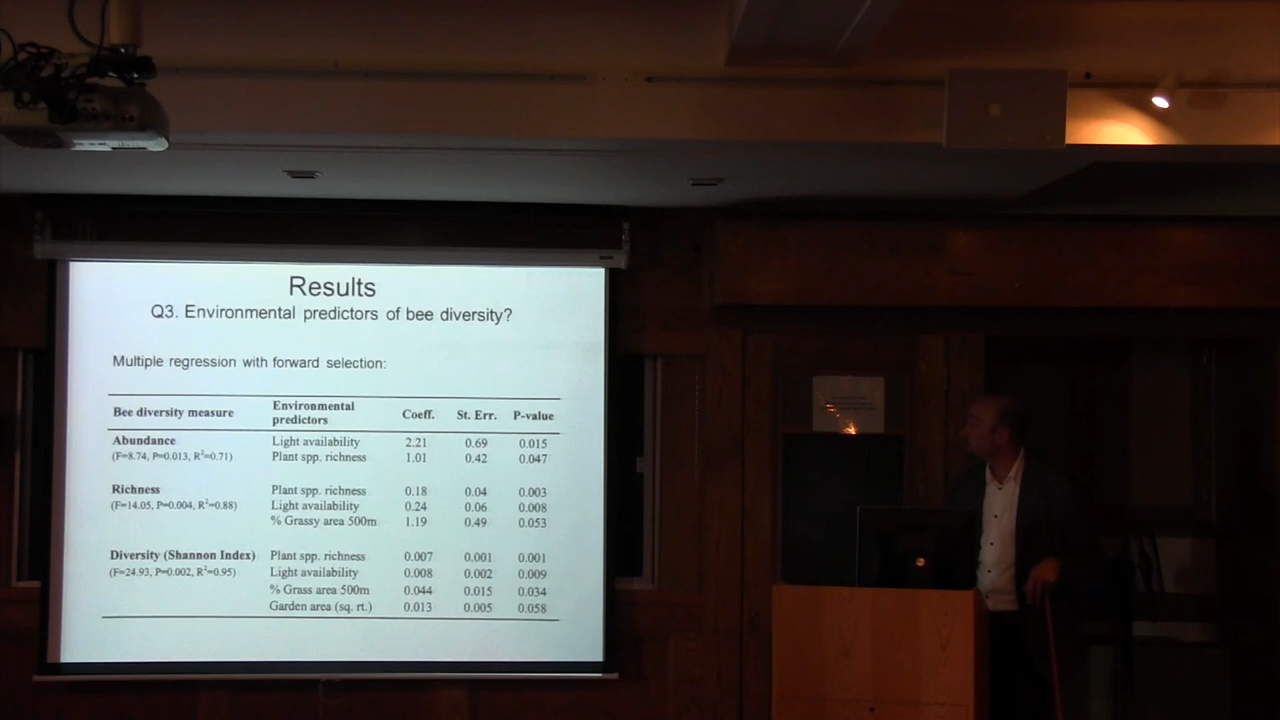 Results
Q3. Environmental predictors of bee diversity?
Multiple regression with forward selection:
Bee diversity measure Environmental predictors Coeff. St. Err. P-value
Abundance Light availability 2.21 0.69 0.015
(F=8.74, P=0.013, R²=0.71) Plant spp. richness 1.01 0.42 0.047
Richness Plant spp. richness 0.18 0.04 0.003
(F=14.05, P=0.004, R²=0.88) Light availability 0.24 0.06 0.008
% Grassy area 500m 1.19 0.49 0.053
Diversity (Shannon Index) Plant spp. richness 0.007 0.001 0.001
(F=24.93, P=0.002, R²=0.95) Light availability 0.008 0.002 0.009
% Grass area 500m 0.044 0.015 0.034
Garden area (sq. rt.) 0.013 0.005 0.058